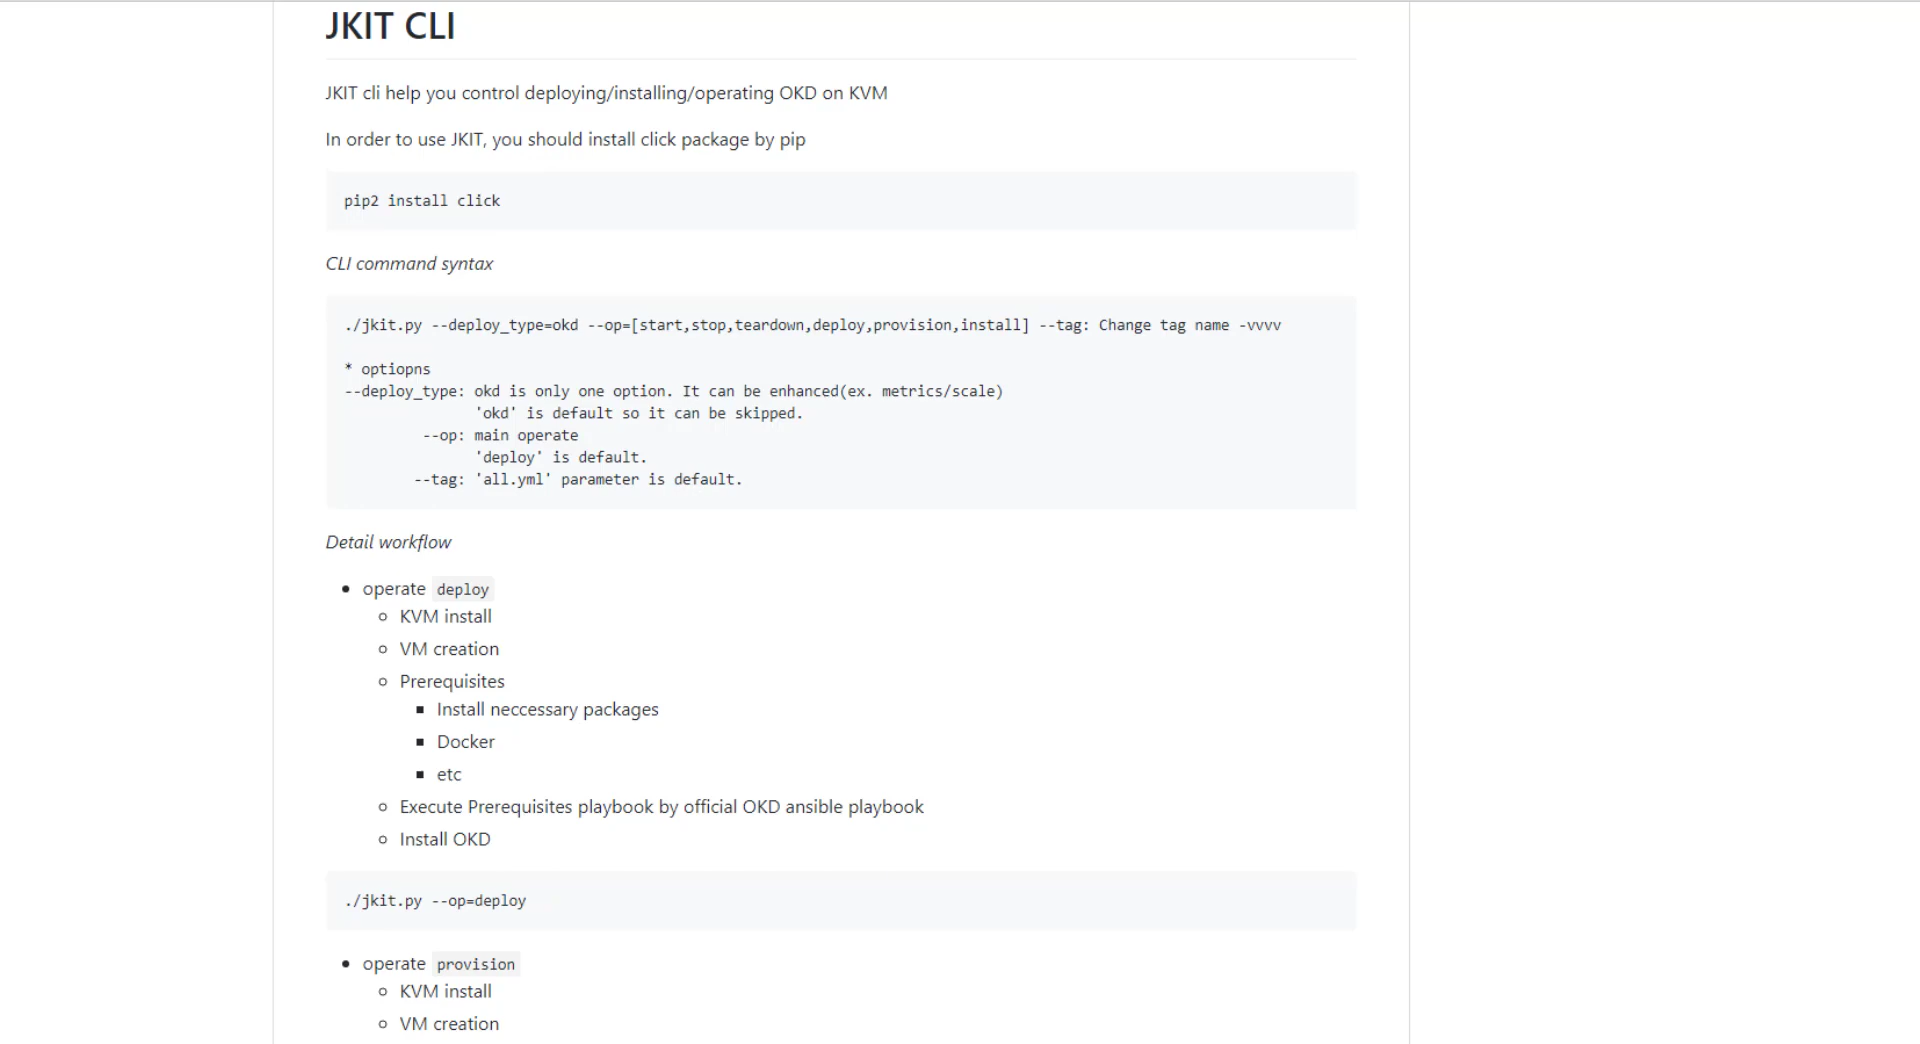 JKIT CLI
JKIT cli help you control deploying/installing/operating OKD on KVM
In order to use JKIT, you should install click package by pip
pip2 install click
CLI command syntax
./jkit.py --deploy_type=okd --op=[start,stop,teardown,deploy,provision,install] --tag: Change tag name -vvvv
* optiopns
--deploy_type: okd is only one option. It can be enhanced(ex. metrics/scale)
'okd' is default so it can be skipped.
--op: main operate
'deploy' is default.
--tag: 'all.yml' parameter is default.
Detail workflow
• operate deploy
◦ KVM install
◦ VM creation
◦ Prerequisites
▪ Install neccessary packages
▪ Docker
▪ etc
◦ Execute Prerequisites playbook by official OKD ansible playbook
◦ Install OKD
./jkit.py --op=deploy
• operate provision
◦ KVM install
◦ VM creation